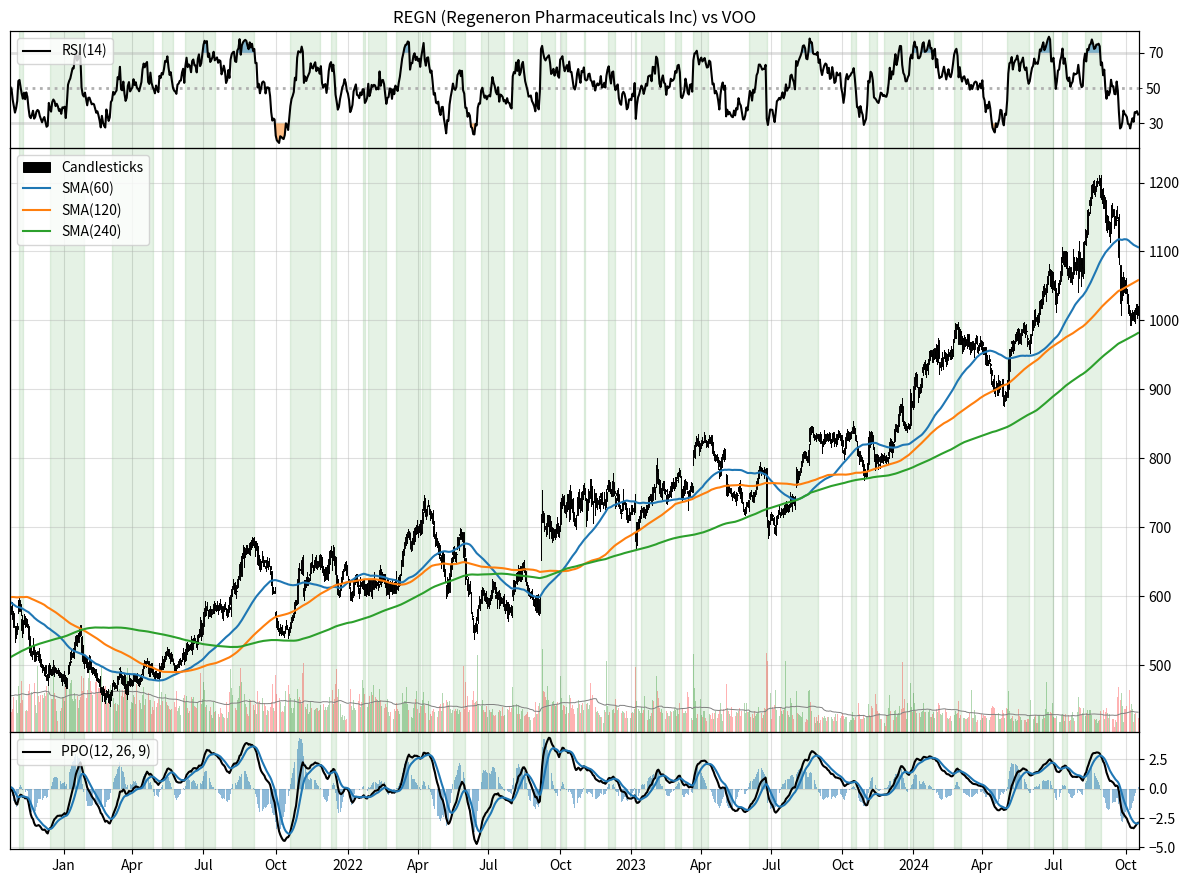 REGN (Regeneron Pharmaceuticals Inc) vs VOO
RSI(14)
70
50
30
Candlesticks
SMA(60)
SMA(120)
SMA(240)
1200
1100
1000
900
800
700
600
500
PPO(12, 26, 9)
2.5
0.0
−2.5
−5.0
Jan Apr Jul Oct 2022 Apr Jul Oct 2023 Apr Jul Oct 2024 Apr Jul Oct